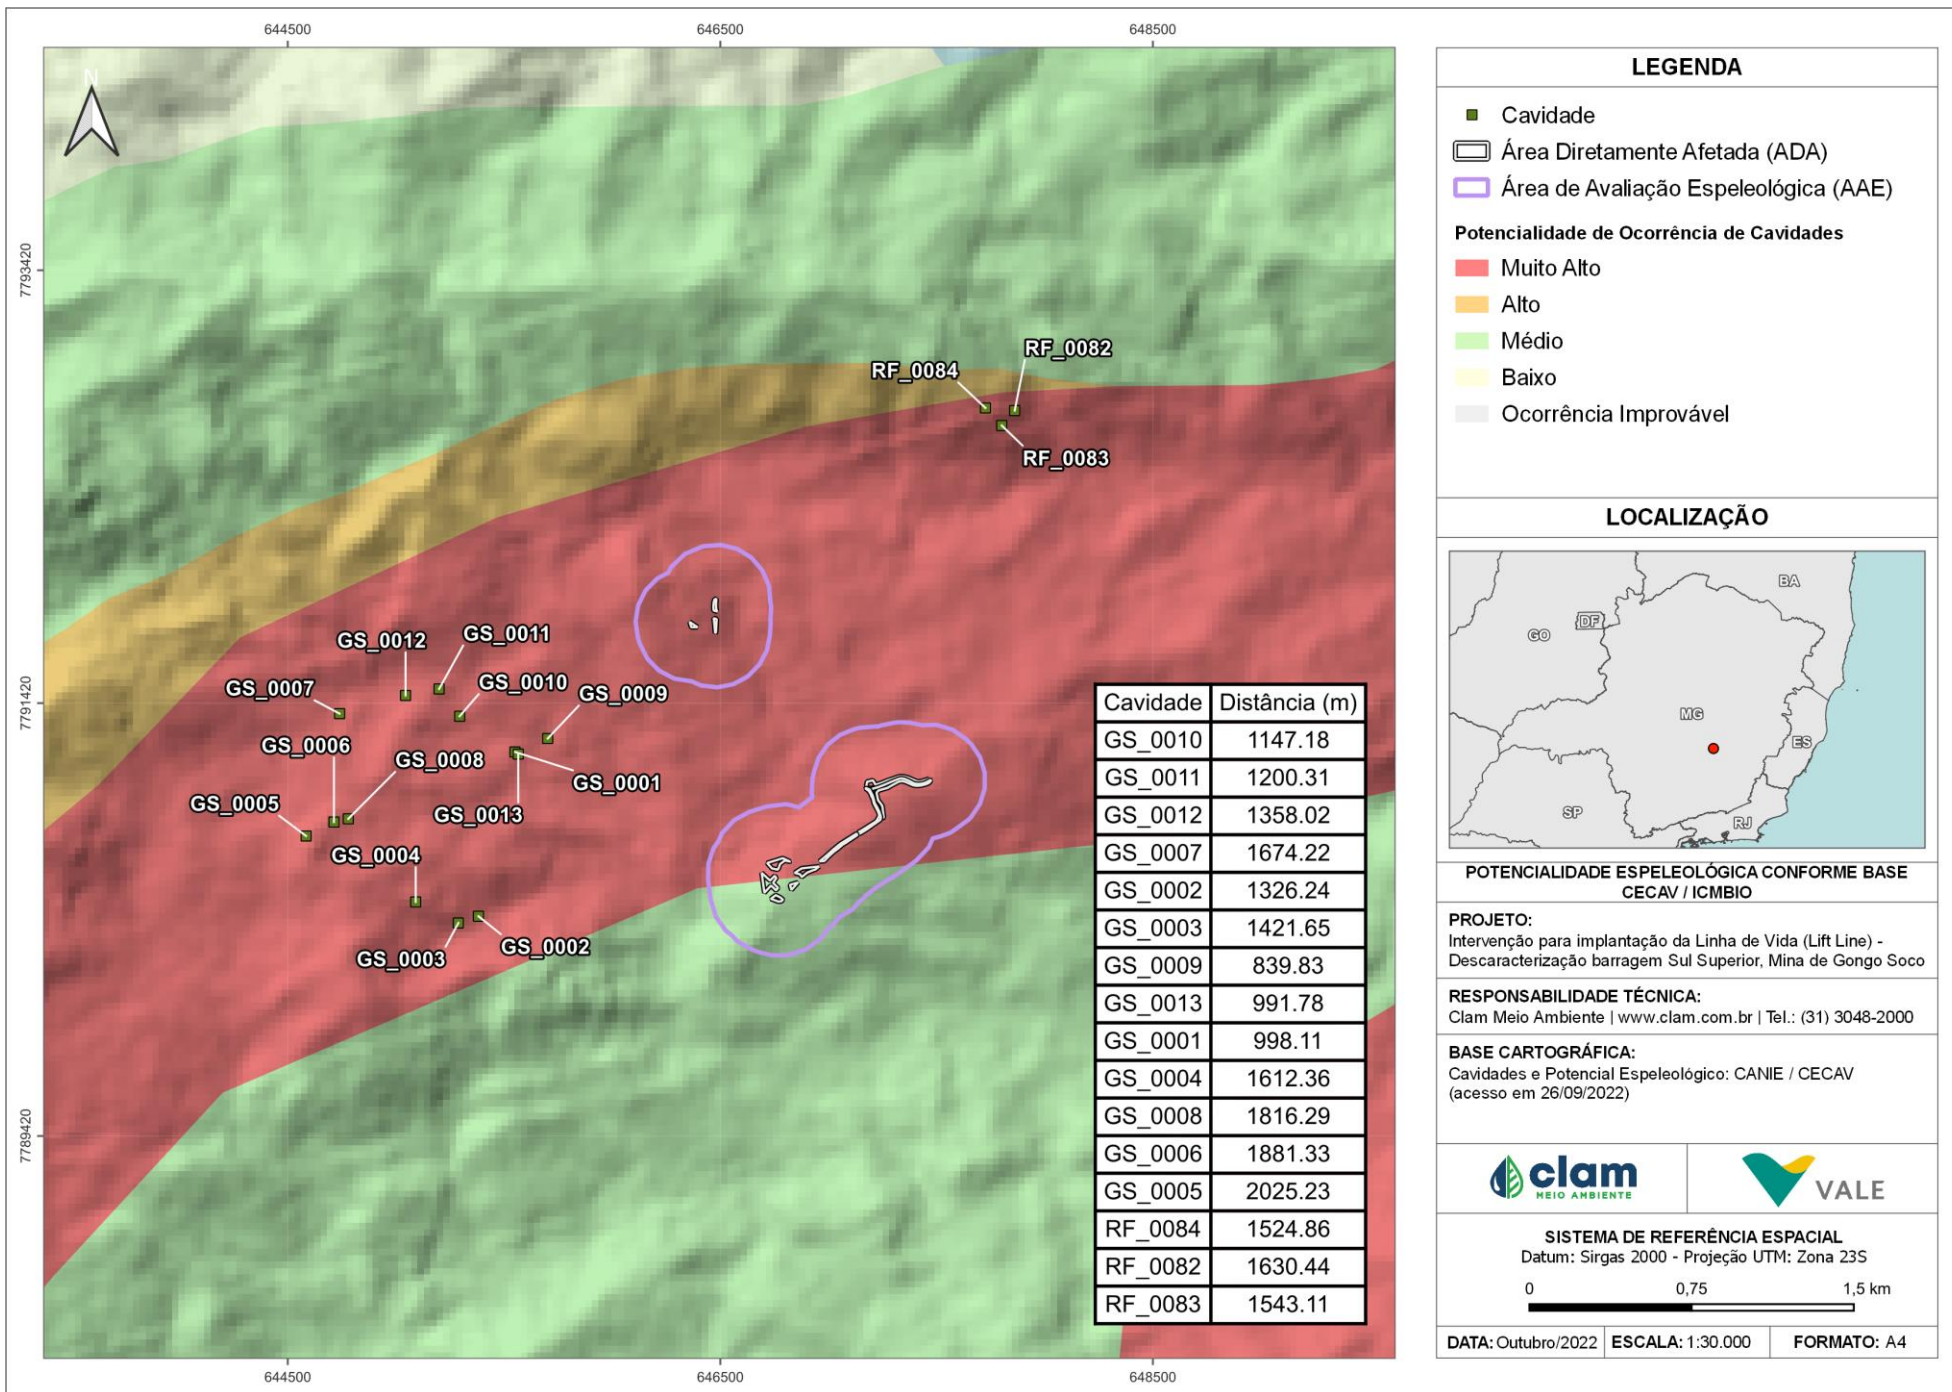 644500
646500
648500
7793420
7791420
7789420
N
RF_0082
RF_0084
RF_0083
GS_0012
GS_0011
GS_0007
GS_0010
GS_0009
GS_0006
GS_0008
GS_0001
GS_0005
GS_0013
GS_0004
GS_0002
GS_0003
644500
646500
648500
Cavidade Distância (m)
GS_0010 1147.18
GS_0011 1200.31
GS_0012 1358.02
GS_0007 1674.22
GS_0002 1326.24
GS_0003 1421.65
GS_0009 839.83
GS_0013 991.78
GS_0001 998.11
GS_0004 1612.36
GS_0008 1816.29
GS_0006 1881.33
GS_0005 2025.23
RF_0084 1524.86
RF_0082 1630.44
RF_0083 1543.11
LEGENDA
Cavidade
Área Diretamente Afetada (ADA)
Área de Avaliação Espeleológica (AAE)
Potencialidade de Ocorrência de Cavidades
Muito Alto
Alto
Médio
Baixo
Ocorrência Improvável
LOCALIZAÇÃO
BA
GO
DF
MG
ES
SP
RJ
POTENCIALIDADE ESPELEOLÓGICA CONFORME BASE
CECAV / ICMBIO
PROJETO:
Intervenção para implantação da Linha de Vida (Lift Line) -
Descaracterização barragem Sul Superior, Mina de Gongo Soco
RESPONSABILIDADE TÉCNICA:
Clam Meio Ambiente | www.clam.com.br | Tel.: (31) 3048-2000
BASE CARTOGRÁFICA:
Cavidades e Potencial Espeleológico: CANIE / CECAV
(acesso em 26/09/2022)
clam
MEIO AMBIENTE
VALE
SISTEMA DE REFERÊNCIA ESPACIAL
Datum: Sirgas 2000 - Projeção UTM: Zona 23S
0 0,75 1,5 km
DATA: Outubro/2022 ESCALA: 1:30.000 FORMATO: A4